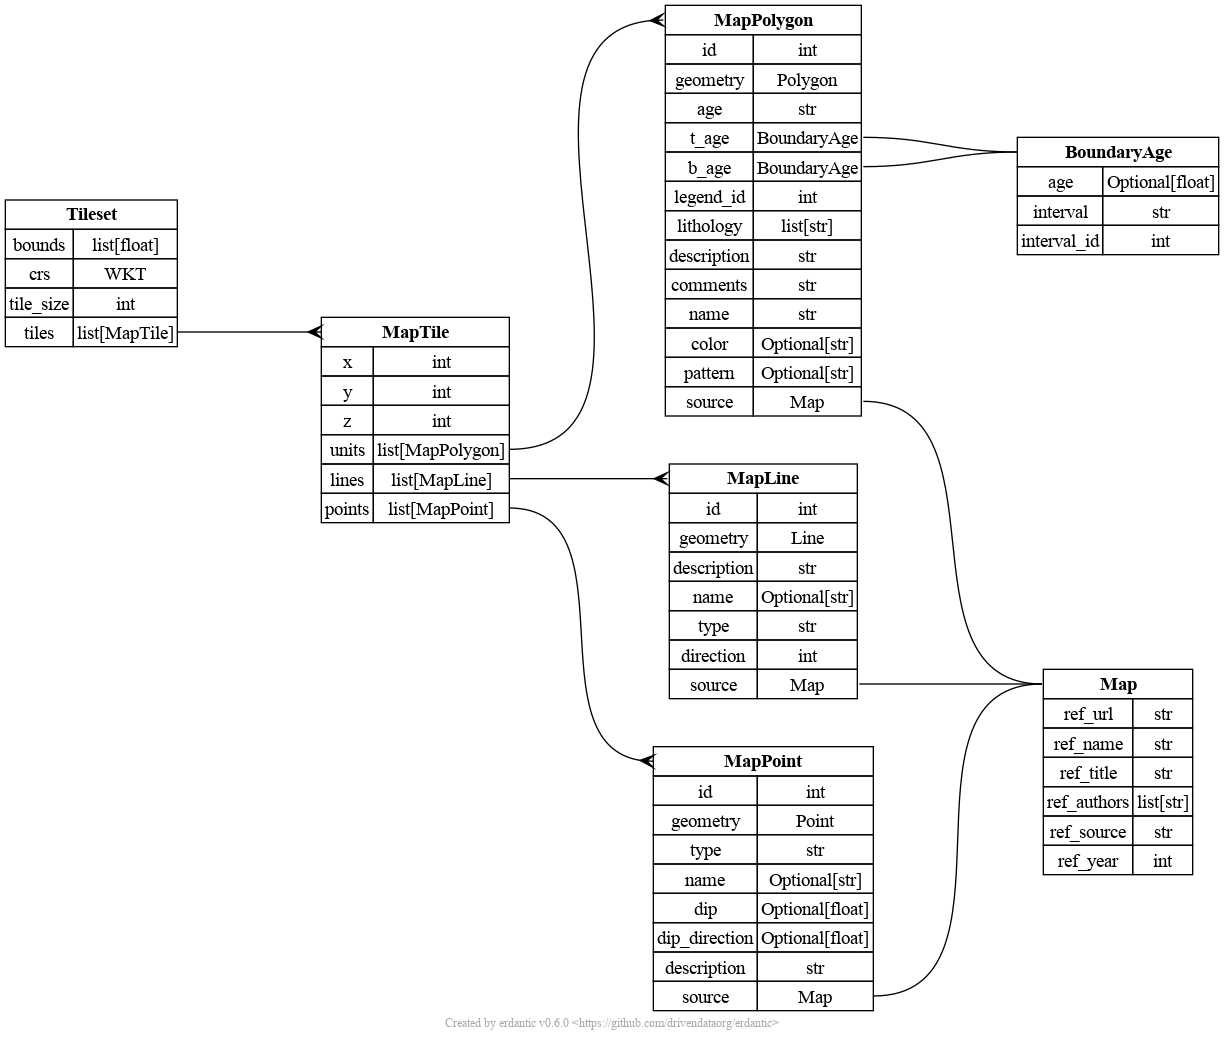 Tileset
bounds list[float]
crs WKT
tile_size int
tiles list[MapTile]
MapTile
x int
y int
z int
units list[MapPolygon]
lines list[MapLine]
points list[MapPoint]
MapPolygon
id int
geometry Polygon
age str
t_age BoundaryAge
b_age BoundaryAge
legend_id int
lithology list[str]
description str
comments str
name str
color Optional[str]
pattern Optional[str]
source Map
MapLine
id int
geometry Line
description str
name Optional[str]
type str
direction int
source Map
MapPoint
id int
geometry Point
type str
name Optional[str]
dip Optional[float]
dip_direction Optional[float]
description str
source Map
BoundaryAge
age Optional[float]
interval str
interval_id int
Map
ref_url str
ref_name str
ref_title str
ref_authors list[str]
ref_source str
ref_year int
Created by erdantic v0.6.0 <https://github.com/drivendataorg/erdantic>